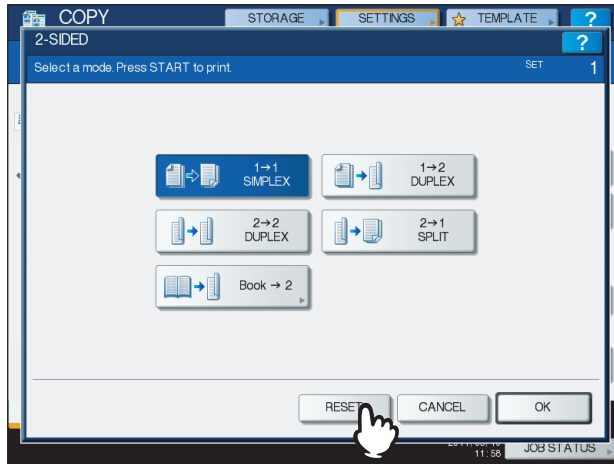 COPY STORAGE SETTINGS TEMPLATE ?
2-SIDED ?
Select a mode. Press START to print. SET 1
1→1
SIMPLEX
1→2
DUPLEX
2→2
DUPLEX
2→1
SPLIT
Book → 2
RESET CANCEL OK
11:58 JOB STATUS